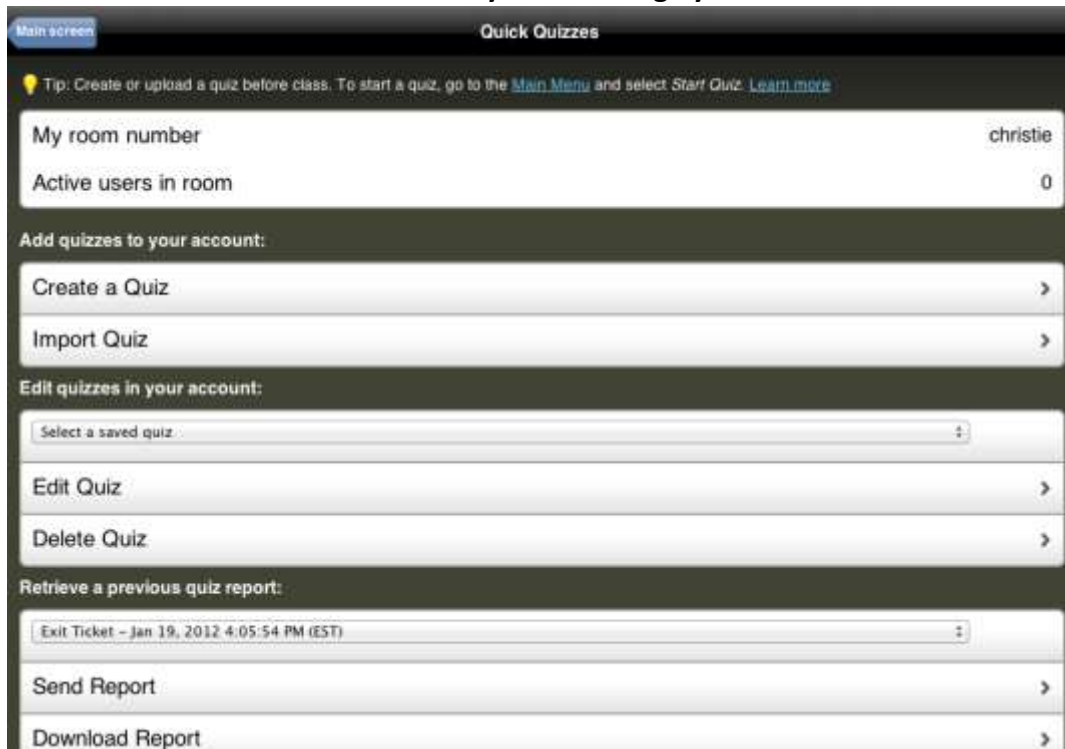 Main screen
Quick Quizzes
Tip: Create or upload a quiz before class. To start a quiz, go to the Main Menu and select Start Quiz. Learn more
My room number christie
Active users in room 0
Add quizzes to your account:
Create a Quiz
Import Quiz
Edit quizzes in your account:
Select a saved quiz
Edit Quiz
Delete Quiz
Retrieve a previous quiz report:
Exit Ticket – Jan 19, 2012 4:05:54 PM (EST)
Send Report
Download Report